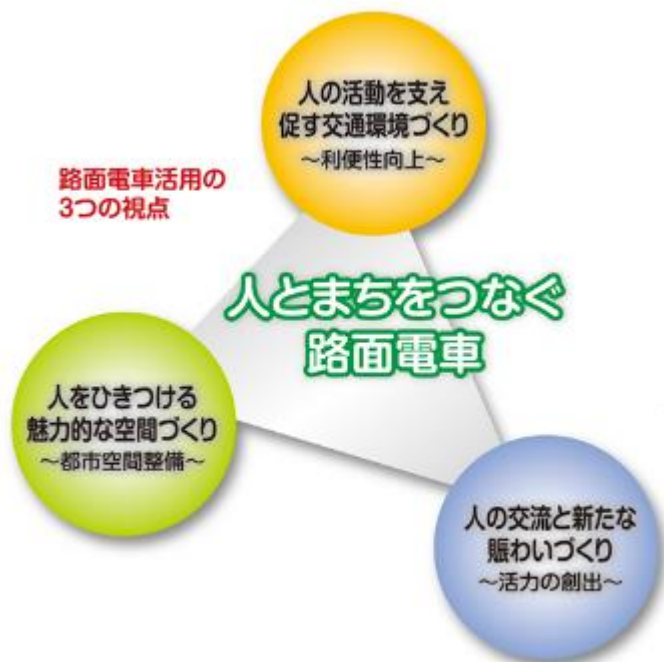 人の活動を支え
促す交通環境づくり
～利便性向上～
路面電車活用の
3つの視点
人とまちをつなぐ
路面電車
人をひきつける
魅力的な空間づくり
～都市空間整備～
人の交流と新たな
賑わいづくり
～活力の創出～